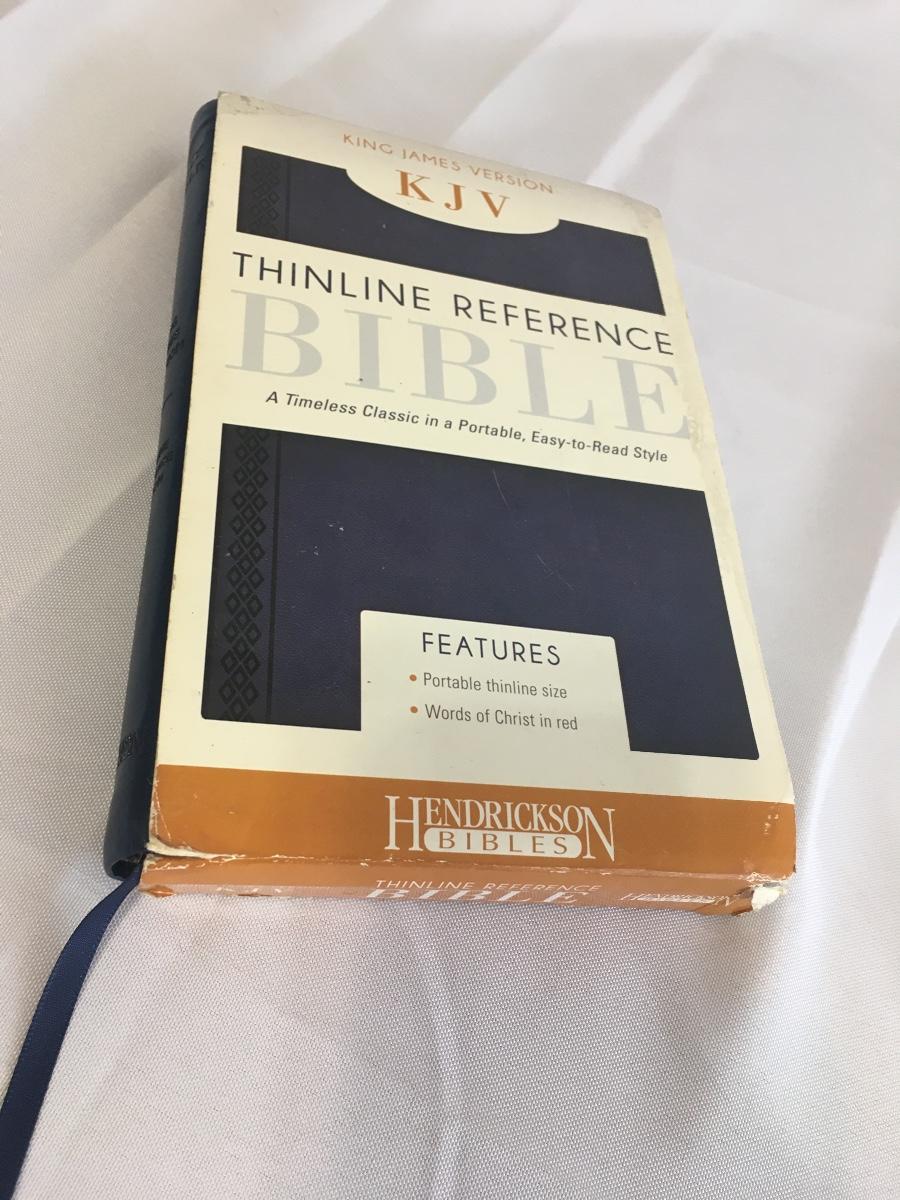 KING JAMES VERSION
KJV
THINLINE REFERENCE
BIBLE
A Timeless Classic in a Portable, Easy-to-Read Style
FEATURES
• Portable thinline size
• Words of Christ in red
HENDRICKSON
BIBLES
THINLINE REFERENCE
BIBLE
HENDRICKSON